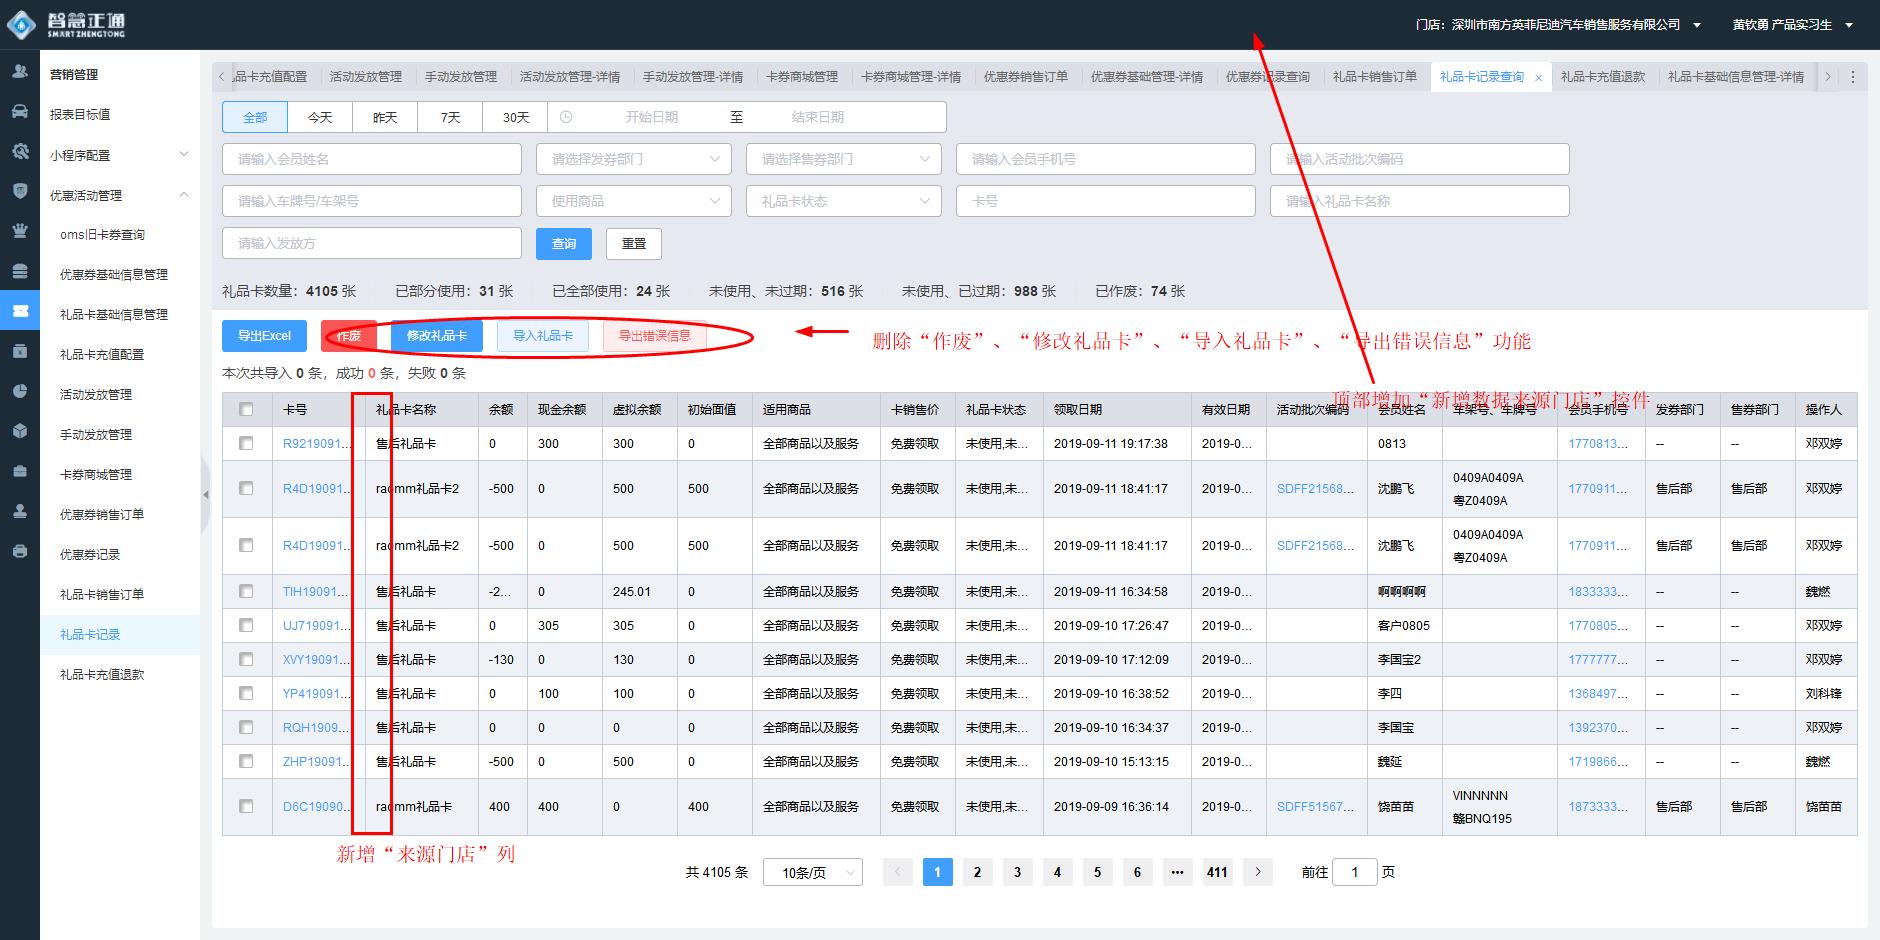 智慧正通
SMART ZHENGTONG
门店：深圳市南方英菲尼迪汽车销售服务有限公司
黄钦勇 产品实习生
营销管理
报表目标值
小程序配置
优惠活动管理
oms旧卡券查询
优惠券基础信息管理
礼品卡基础信息管理
礼品卡充值配置
活动发放管理
手动发放管理
卡券商城管理
优惠券销售订单
优惠券记录
礼品卡销售订单
礼品卡记录
礼品卡充值退款
品卡充值配置 活动发放管理 手动发放管理 活动发放管理-详情 手动发放管理-详情 卡券商城管理 卡券商城管理-详情 优惠券销售订单 优惠券基础管理-详情 优惠券记录查询 礼品卡销售订单 礼品卡记录查询 × 礼品卡充值退款 礼品卡基础信息管理-详情
全部 今天 昨天 7天 30天 开始日期 至 结束日期
请输入会员姓名 请选择发券部门 请选择售券部门 请输入会员手机号 请输入活动批次编码
请输入车牌号/车架号 使用商品 礼品卡状态 卡号 请输入礼品卡名称
请输入发放方 查询 重置
礼品卡数量：4105 张 已部分使用：31 张 已全部使用：24 张 未使用、未过期：516 张 未使用、已过期：988 张 已作废：74 张
导出Excel 作废 修改礼品卡 导入礼品卡 导出错误信息
删除“作废”、“修改礼品卡”、“导入礼品卡”、“导出错误信息”功能
本次共导入 0 条，成功 0 条，失败 0 条
顶部增加“新增数据来源门店”控件
卡号 礼品卡名称 余额 现金余额 虚拟余额 初始面值 适用商品 卡销售价 礼品卡状态 领取日期 有效日期 活动批次编码 会员姓名 车架号、车牌号 会员手机号 发券部门 售券部门 操作人
R9219091... 售后礼品卡 0 300 300 0 全部商品以及服务 免费领取 未使用,未... 2019-09-11 19:17:38 2019-0... 0813 1770813... -- -- 邓双婷
R4D19091... raomm礼品卡2 -500 0 500 500 全部商品以及服务 免费领取 未使用,未... 2019-09-11 18:41:17 2019-0... SDFF21568... 沈鹏飞 0409A0409A 粤Z0409A 1770911... 售后部 售后部 邓双婷
R4D19091... raomm礼品卡2 -500 0 500 500 全部商品以及服务 免费领取 未使用,未... 2019-09-11 18:41:17 2019-0... SDFF21568... 沈鹏飞 0409A0409A 粤Z0409A 1770911... 售后部 售后部 邓双婷
TIH19091... 售后礼品卡 -2... 0 245.01 0 全部商品以及服务 免费领取 未使用,未... 2019-09-11 16:34:58 2019-0... 啊啊啊啊 1833333... -- -- 魏燃
UJ719091... 售后礼品卡 0 305 305 0 全部商品以及服务 免费领取 未使用,未... 2019-09-10 17:26:47 2019-0... 客户0805 1770805... -- -- 邓双婷
XVY19091... 售后礼品卡 -130 0 130 0 全部商品以及服务 免费领取 未使用,未... 2019-09-10 17:12:09 2019-0... 李国宝2 1777777... -- -- 邓双婷
YP419091... 售后礼品卡 0 100 100 0 全部商品以及服务 免费领取 未使用,未... 2019-09-10 16:38:52 2019-0... 李四 1368497... -- -- 刘科锋
RQH1909... 售后礼品卡 0 0 0 0 全部商品以及服务 免费领取 未使用,未... 2019-09-10 16:34:37 2019-0... 李国宝 1392370... -- -- 邓双婷
ZHP19091... 售后礼品卡 -500 0 500 0 全部商品以及服务 免费领取 未使用,未... 2019-09-10 15:13:15 2019-0... 魏延 1719866... -- -- 魏燃
D6C19090... raomm礼品卡 400 400 0 400 全部商品以及服务 免费领取 未使用,未... 2019-09-09 16:36:14 2019-0... SDFF51567... 饶苗苗 VINNNNN 赣BNQ195 1873333... 售后部 售后部 饶苗苗
新增“来源门店”列
共 4105 条 10条/页 1 2 3 4 5 6 ••• 411 前往 1 页